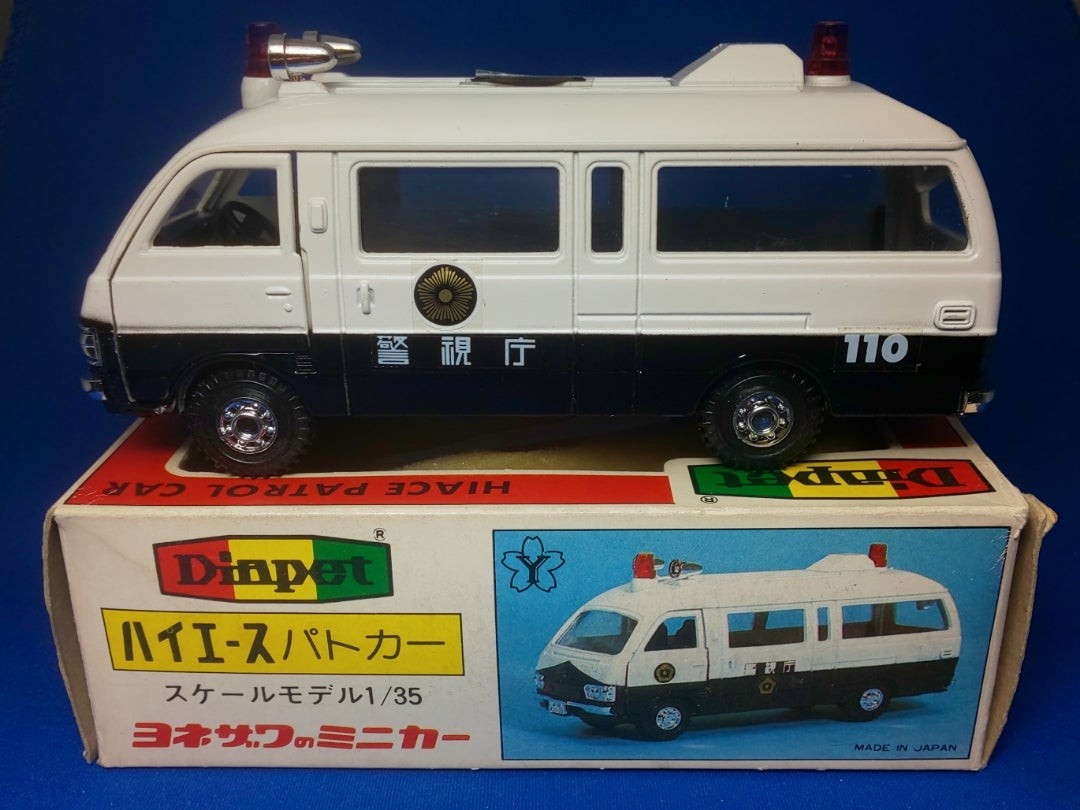 警視庁
110
HIACE PATROL CAR
Dinpet
®
Dinpet
®
ハイエースパトカー
スケールモデル1/35
ヨネザワのミニカー
Y
警視庁
MADE IN JAPAN